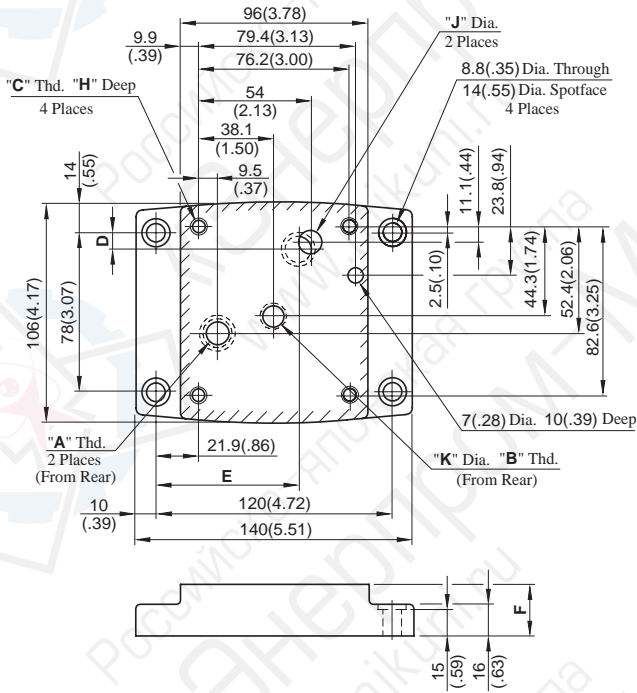 96(3.78)
9.9
(.39)
79.4(3.13)
76.2(3.00)
"J" Dia.
2 Places
"C" Thd. "H" Deep
4 Places
54
(2.13)
38.1
(1.50)
9.5
(.37)
8.8(.35) Dia. Through
14(.55) Dia. Spotface
4 Places
14
(.55)
D
106(4.17)
78(3.07)
2.5(.10)
11.1(.44)
23.8(.94)
44.3(1.74)
52.4(2.06)
82.6(3.25)
7(.28) Dia. 10(.39) Deep
"A" Thd.
2 Places
(From Rear)
21.9(.86)
E
"K" Dia. "B" Thd.
(From Rear)
10
(.39)
120(4.72)
140(5.51)
15
(.59)
16
(.63)
F